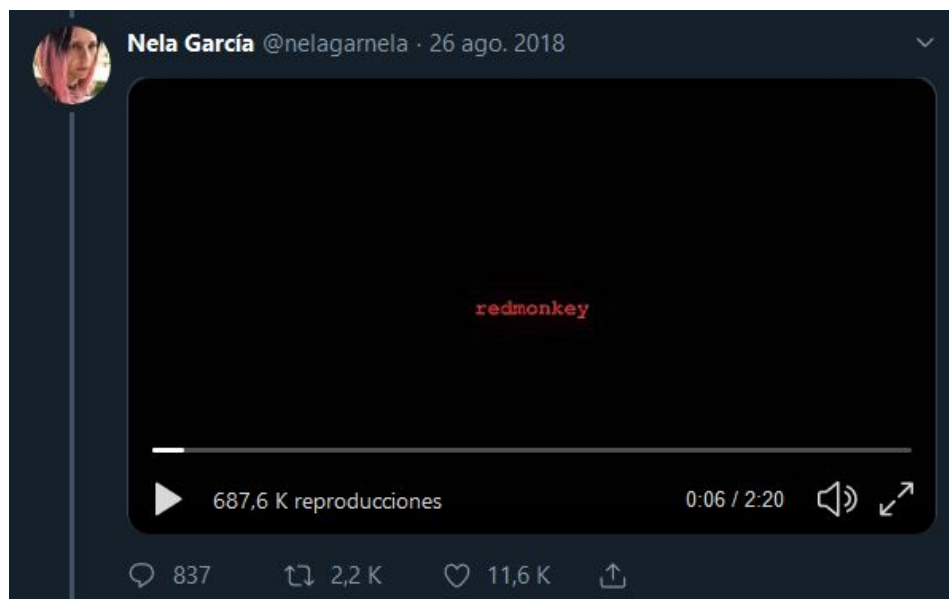 Nela García @nelagarnela · 26 ago. 2018
redmonkey
687,6 K reproducciones 0:06 / 2:20
837 2,2 K 11,6 K